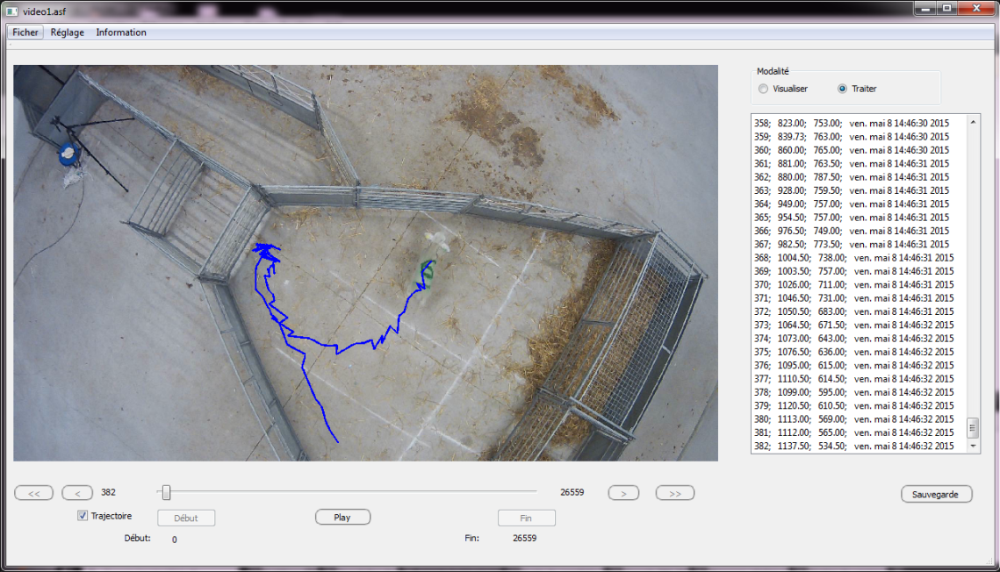 video1.asf
Ficher Réglage Information
Modalité
Visualiser Traiter
358; 823.00; 753.00; ven. mai 8 14:46:30 2015
359; 839.73; 763.00; ven. mai 8 14:46:30 2015
360; 860.00; 765.00; ven. mai 8 14:46:30 2015
361; 881.00; 763.50; ven. mai 8 14:46:31 2015
362; 880.00; 787.50; ven. mai 8 14:46:31 2015
363; 928.00; 759.50; ven. mai 8 14:46:31 2015
364; 949.00; 757.00; ven. mai 8 14:46:31 2015
365; 954.50; 757.00; ven. mai 8 14:46:31 2015
366; 976.50; 749.00; ven. mai 8 14:46:31 2015
367; 982.50; 773.50; ven. mai 8 14:46:31 2015
368; 1004.50; 738.00; ven. mai 8 14:46:31 2015
369; 1003.50; 757.00; ven. mai 8 14:46:31 2015
370; 1026.00; 711.00; ven. mai 8 14:46:31 2015
371; 1046.50; 731.00; ven. mai 8 14:46:31 2015
372; 1050.50; 683.00; ven. mai 8 14:46:31 2015
373; 1064.50; 671.50; ven. mai 8 14:46:32 2015
374; 1073.00; 643.00; ven. mai 8 14:46:32 2015
375; 1076.50; 636.00; ven. mai 8 14:46:32 2015
376; 1095.00; 615.00; ven. mai 8 14:46:32 2015
377; 1110.50; 614.50; ven. mai 8 14:46:32 2015
378; 1099.00; 595.00; ven. mai 8 14:46:32 2015
379; 1120.50; 610.50; ven. mai 8 14:46:32 2015
380; 1113.00; 569.00; ven. mai 8 14:46:32 2015
381; 1112.00; 565.00; ven. mai 8 14:46:32 2015
382; 1137.50; 534.50; ven. mai 8 14:46:32 2015
<< < 382 26559 > >>
Sauvegarde
Trajectoire Début Play Fin
Début: 0 Fin: 26559